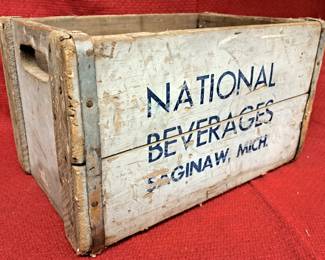 NATIONAL
BEVERAGES
SAGINAW, MICH.